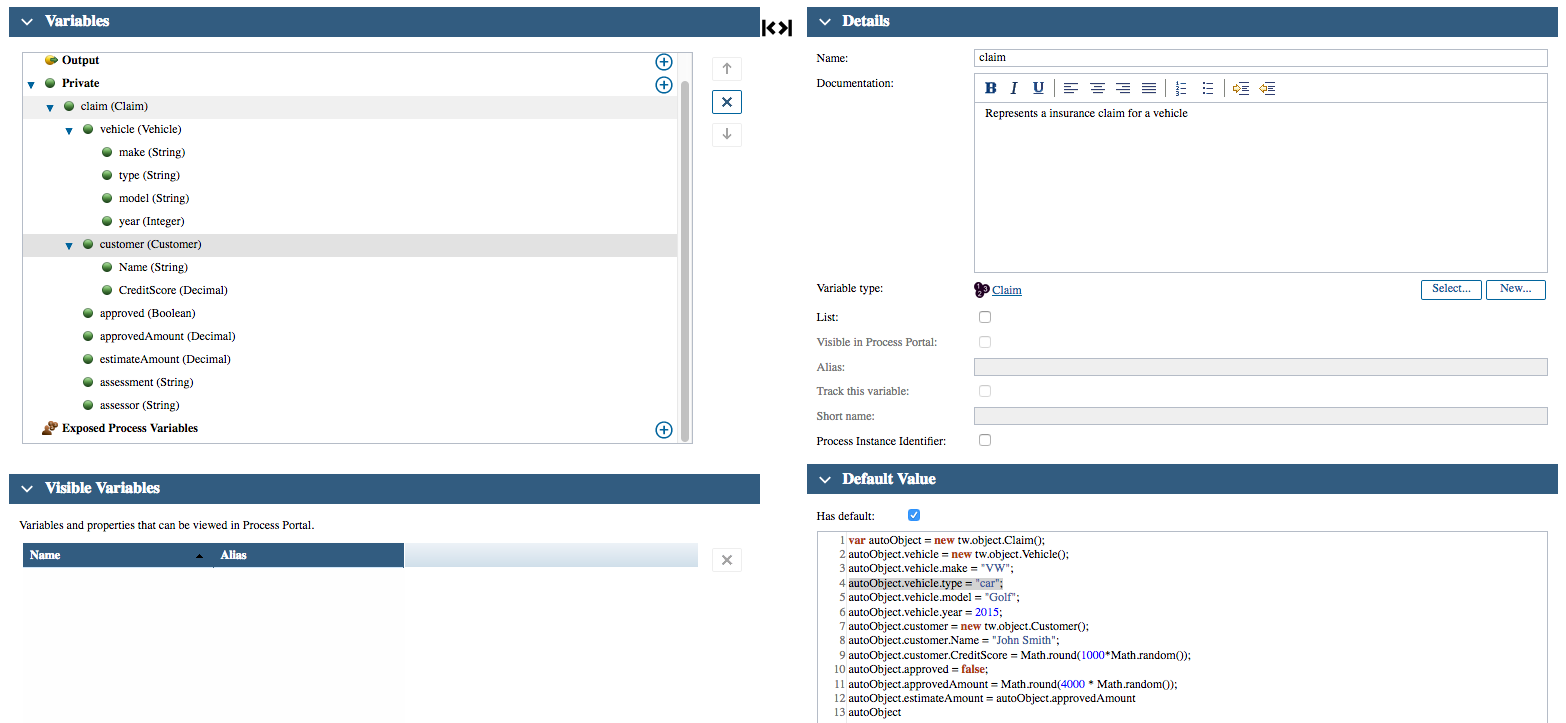 Variables
Output
Private
claim (Claim)
vehicle (Vehicle)
make (String)
type (String)
model (String)
year (Integer)
customer (Customer)
Name (String)
CreditScore (Decimal)
approved (Boolean)
approvedAmount (Decimal)
estimateAmount (Decimal)
assessment (String)
assessor (String)
Exposed Process Variables
Visible Variables
Variables and properties that can be viewed in Process Portal.
Name Alias
Details
Name: claim
Documentation:
B I U
Represents a insurance claim for a vehicle
Variable type: Claim Select... New...
List:
Visible in Process Portal:
Alias:
Track this variable:
Short name:
Process Instance Identifier:
Default Value
Has default:
1 var autoObject = new tw.object.Claim();
2 autoObject.vehicle = new tw.object.Vehicle();
3 autoObject.vehicle.make = "VW";
4 autoObject.vehicle.type = "car";
5 autoObject.vehicle.model = "Golf";
6 autoObject.vehicle.year = 2015;
7 autoObject.customer = new tw.object.Customer();
8 autoObject.customer.Name = "John Smith";
9 autoObject.customer.CreditScore = Math.round(1000*Math.random());
10 autoObject.approved = false;
11 autoObject.approvedAmount = Math.round(4000 * Math.random());
12 autoObject.estimateAmount = autoObject.approvedAmount
13 autoObject